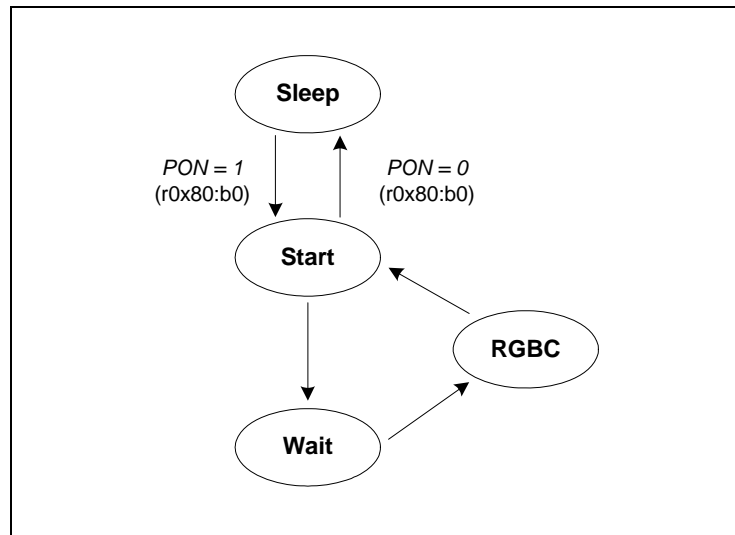 Sleep
PON = 1
(r0x80:b0)
PON = 0
(r0x80:b0)
Start
RGBC
Wait